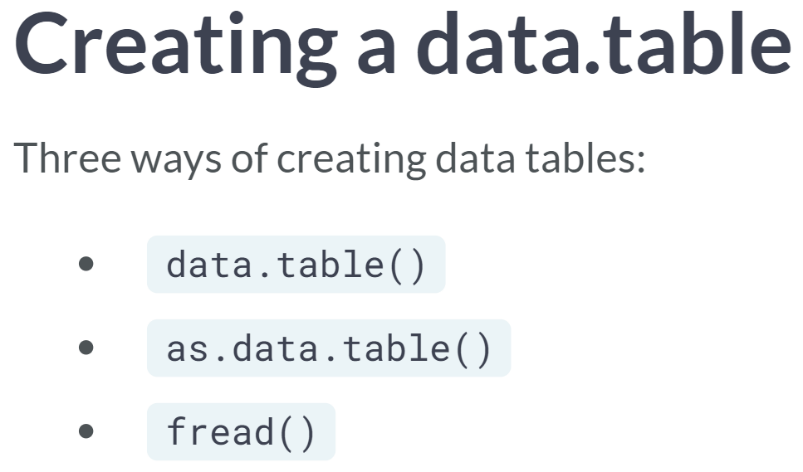 Creating a data.table
Three ways of creating data tables:
• data.table()
• as.data.table()
• fread()